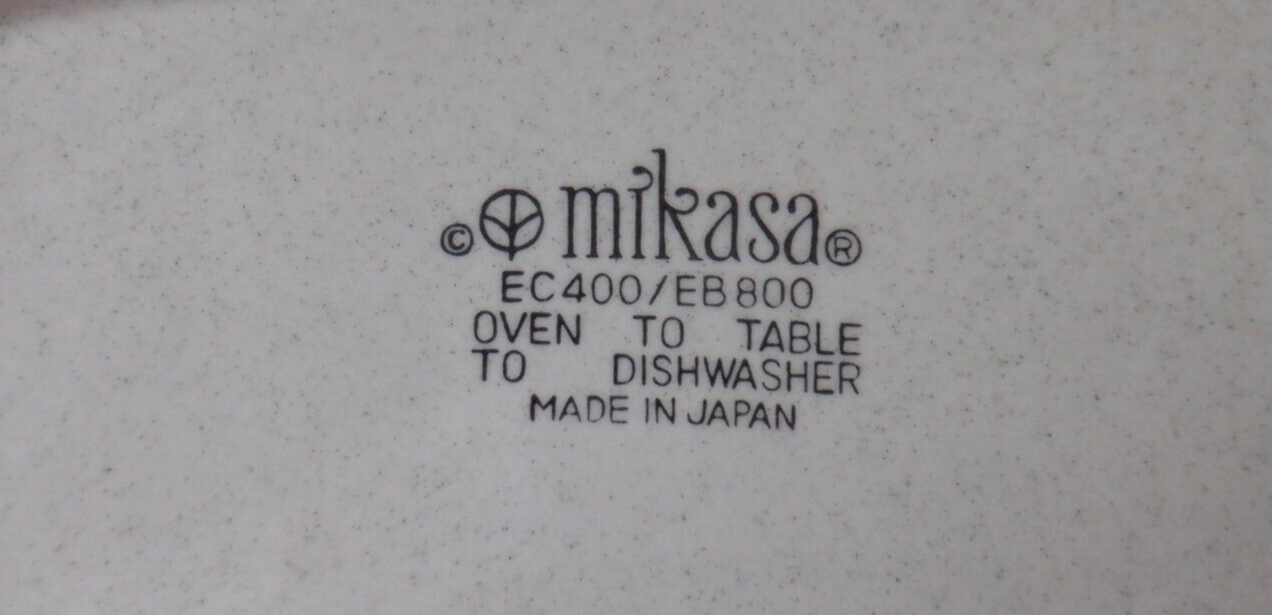 © mikasa®
EC400/EB800
OVEN TO TABLE
TO DISHWASHER
MADE IN JAPAN